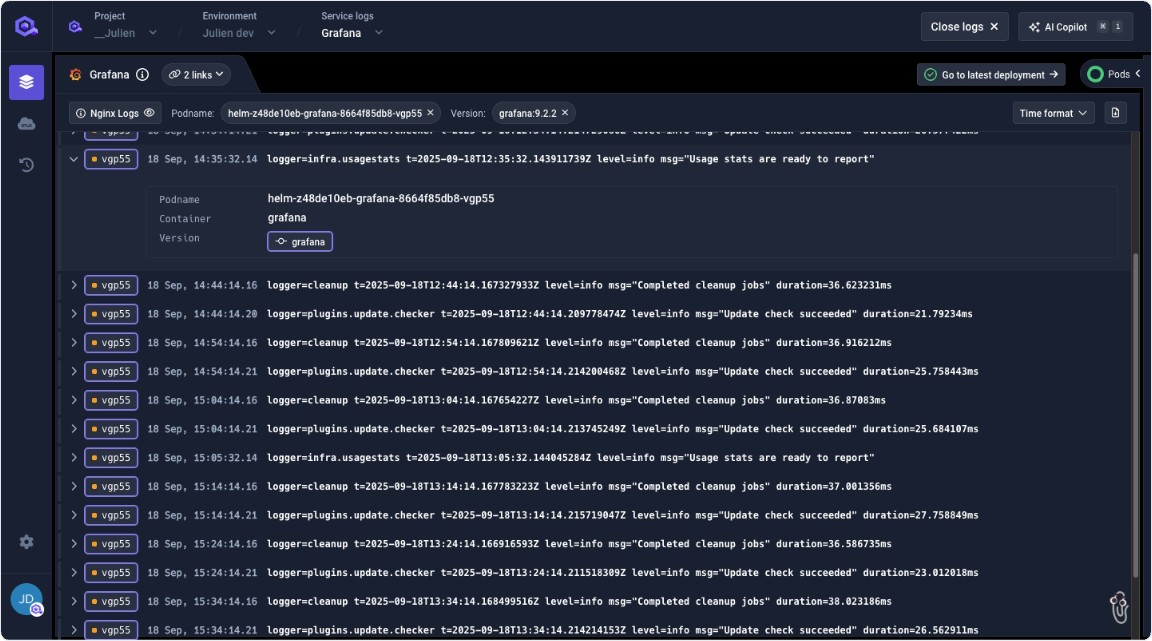 Project
__Julien
Environment
Julien dev
Service logs
Grafana
Close logs ✕
AI Copilot ⌘ i
Grafana
2 links
Go to latest deployment →
Pods
Nginx Logs
Podname: helm-z48de10eb-grafana-8664f85db8-vgp55 ✕
Version: grafana:9.2.2 ✕
Time format
vgp55 18 Sep, 14:35:32.14 logger=infra.usagestats t=2025-09-18T12:35:32.143911739Z level=info msg="Usage stats are ready to report"
Podname helm-z48de10eb-grafana-8664f85db8-vgp55
Container grafana
Version grafana
vgp55 18 Sep, 14:44:14.16 logger=cleanup t=2025-09-18T12:44:14.167327933Z level=info msg="Completed cleanup jobs" duration=36.623231ms
vgp55 18 Sep, 14:44:14.20 logger=plugins.update.checker t=2025-09-18T12:44:14.209778474Z level=info msg="Update check succeeded" duration=21.79234ms
vgp55 18 Sep, 14:54:14.16 logger=cleanup t=2025-09-18T12:54:14.167809621Z level=info msg="Completed cleanup jobs" duration=36.916212ms
vgp55 18 Sep, 14:54:14.21 logger=plugins.update.checker t=2025-09-18T12:54:14.214200468Z level=info msg="Update check succeeded" duration=25.758443ms
vgp55 18 Sep, 15:04:14.16 logger=cleanup t=2025-09-18T13:04:14.167654227Z level=info msg="Completed cleanup jobs" duration=36.87083ms
vgp55 18 Sep, 15:04:14.21 logger=plugins.update.checker t=2025-09-18T13:04:14.213745249Z level=info msg="Update check succeeded" duration=25.684107ms
vgp55 18 Sep, 15:05:32.14 logger=infra.usagestats t=2025-09-18T13:05:32.144045284Z level=info msg="Usage stats are ready to report"
vgp55 18 Sep, 15:14:14.16 logger=cleanup t=2025-09-18T13:14:14.167783223Z level=info msg="Completed cleanup jobs" duration=37.001356ms
vgp55 18 Sep, 15:14:14.21 logger=plugins.update.checker t=2025-09-18T13:14:14.215719047Z level=info msg="Update check succeeded" duration=27.758849ms
vgp55 18 Sep, 15:24:14.16 logger=cleanup t=2025-09-18T13:24:14.166916593Z level=info msg="Completed cleanup jobs" duration=36.586735ms
vgp55 18 Sep, 15:24:14.21 logger=plugins.update.checker t=2025-09-18T13:24:14.211518309Z level=info msg="Update check succeeded" duration=23.012018ms
vgp55 18 Sep, 15:34:14.16 logger=cleanup t=2025-09-18T13:34:14.168499516Z level=info msg="Completed cleanup jobs" duration=38.023186ms
vgp55 18 Sep, 15:34:14.21 logger=plugins.update.checker t=2025-09-18T13:34:14.214214153Z level=info msg="Update check succeeded" duration=26.562911ms
JD